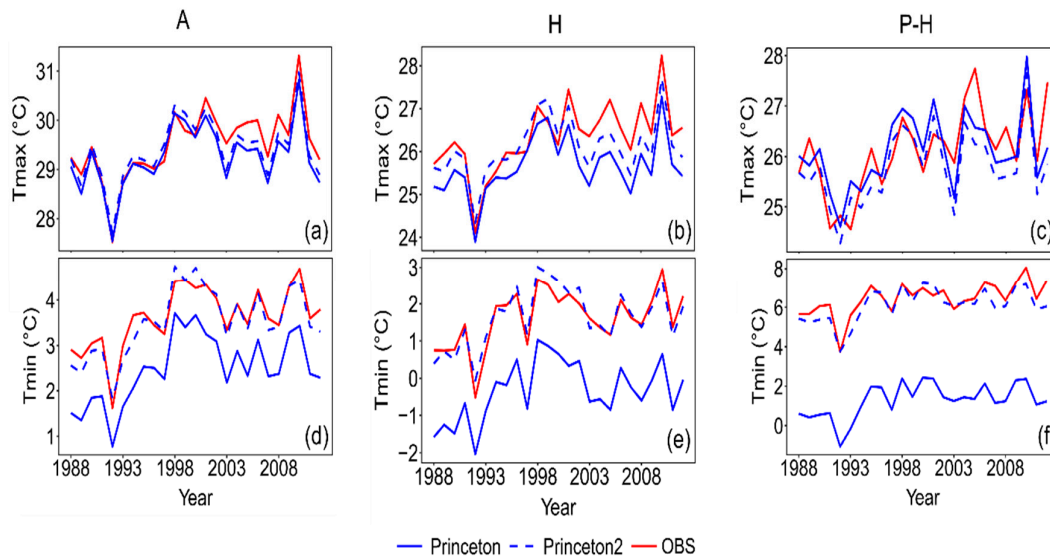 A H P-H
Tmax (°C) 31 30 29 28 (a)
Tmax (°C) 28 27 26 25 24 (b)
Tmax (°C) 28 27 26 25 (c)
Tmin (°C) 4 3 2 1 (d)
Tmin (°C) 3 2 1 0 −1 −2 (e)
Tmin (°C) 8 6 4 2 0 (f)
1988 1993 1998 2003 2008
1988 1993 1998 2003 2008
1988 1993 1998 2003 2008
Year Year Year
Princeton Princeton2 OBS